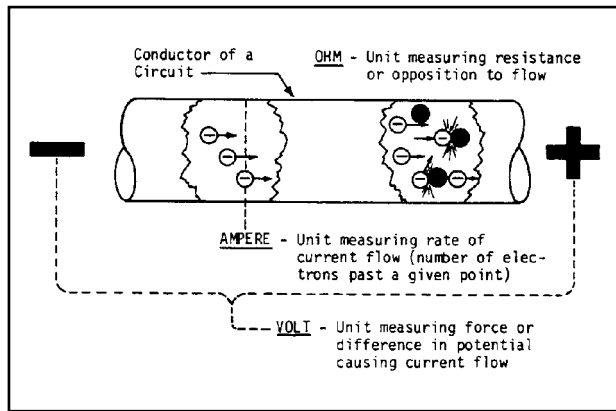 Conductor of a
Circuit
OHM - Unit measuring resistance
or opposition to flow
AMPERE - Unit measuring rate of
current flow (number of elec-
trons past a given point)
VOLT - Unit measuring force or
difference in potential
causing current flow